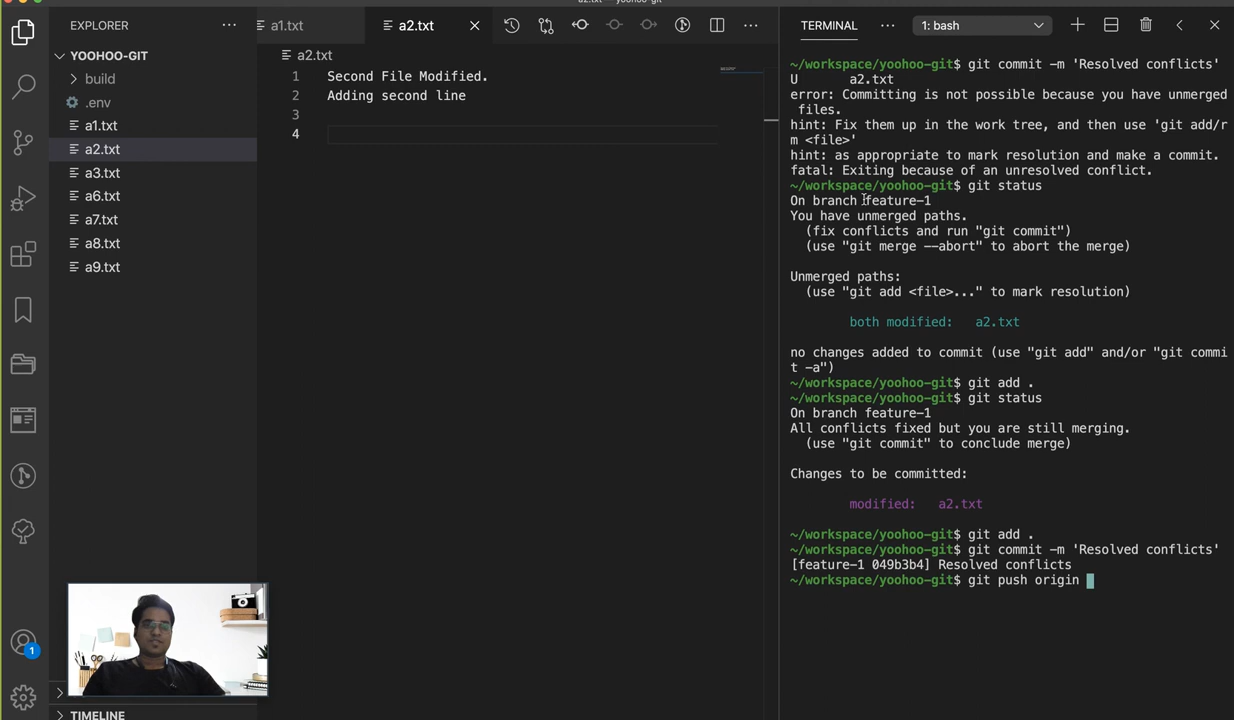 a2.txt — yoohoo-git
EXPLORER
YOOHOO-GIT
build
.env
a1.txt
a2.txt
a3.txt
a6.txt
a7.txt
a8.txt
a9.txt
TIMELINE
1
a1.txt
a2.txt
a2.txt
1 Second File Modified.
2 Adding second line
3
4
TERMINAL
1: bash
~/workspace/yoohoo-git$ git commit -m 'Resolved conflicts'
U a2.txt
error: Committing is not possible because you have unmerged
files.
hint: Fix them up in the work tree, and then use 'git add/r
m <file>'
hint: as appropriate to mark resolution and make a commit.
fatal: Exiting because of an unresolved conflict.
~/workspace/yoohoo-git$ git status
On branch feature-1
You have unmerged paths.
(fix conflicts and run "git commit")
(use "git merge --abort" to abort the merge)
Unmerged paths:
(use "git add <file>..." to mark resolution)
both modified: a2.txt
no changes added to commit (use "git add" and/or "git commi
t -a")
~/workspace/yoohoo-git$ git add .
~/workspace/yoohoo-git$ git status
On branch feature-1
All conflicts fixed but you are still merging.
(use "git commit" to conclude merge)
Changes to be committed:
modified: a2.txt
~/workspace/yoohoo-git$ git add .
~/workspace/yoohoo-git$ git commit -m 'Resolved conflicts'
[feature-1 049b3b4] Resolved conflicts
~/workspace/yoohoo-git$ git push origin